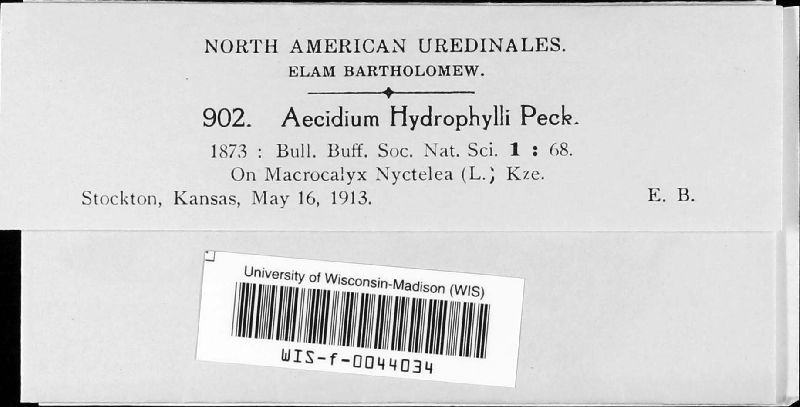 NORTH AMERICAN UREDINALES.
ELAM BARTHOLOMEW.
902. Aecidium Hydrophylli Peck.
1873 : Bull. Buff. Soc. Nat. Sci. 1 : 68.
On Macrocalyx Nyctelea (L.; Kze.
Stockton, Kansas, May 16, 1913. E. B.
University of Wisconsin-Madison (WIS)
WIS-f-0044034